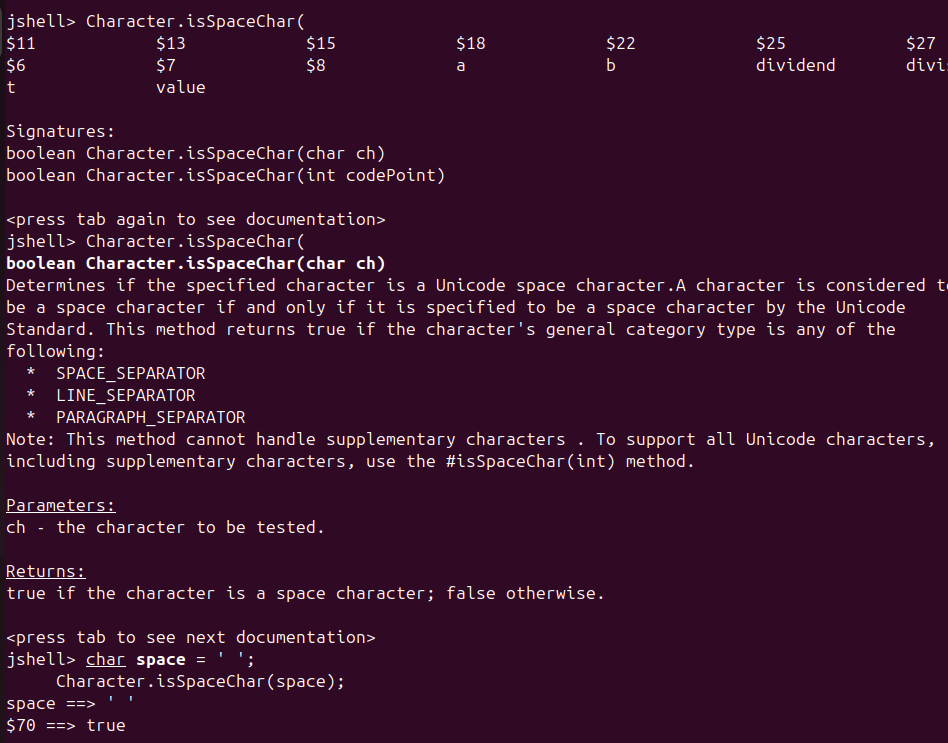 jshell> Character.isSpaceChar(
$11 $13 $15 $18 $22 $25 $27
$6 $7 $8 a b dividend
t value
Signatures:
boolean Character.isSpaceChar(char ch)
boolean Character.isSpaceChar(int codePoint)
<press tab again to see documentation>
jshell> Character.isSpaceChar(
boolean Character.isSpaceChar(char ch)
Determines if the specified character is a Unicode space character.A character is considered
be a space character if and only if it is specified to be a space character by the Unicode
Standard. This method returns true if the character's general category type is any of the
following:
* SPACE_SEPARATOR
* LINE_SEPARATOR
* PARAGRAPH_SEPARATOR
Note: This method cannot handle supplementary characters . To support all Unicode characters,
including supplementary characters, use the #isSpaceChar(int) method.
Parameters:
ch - the character to be tested.
Returns:
true if the character is a space character; false otherwise.
<press tab to see next documentation>
jshell> char space = ' ';
Character.isSpaceChar(space);
space ==> ' '
$70 ==> true